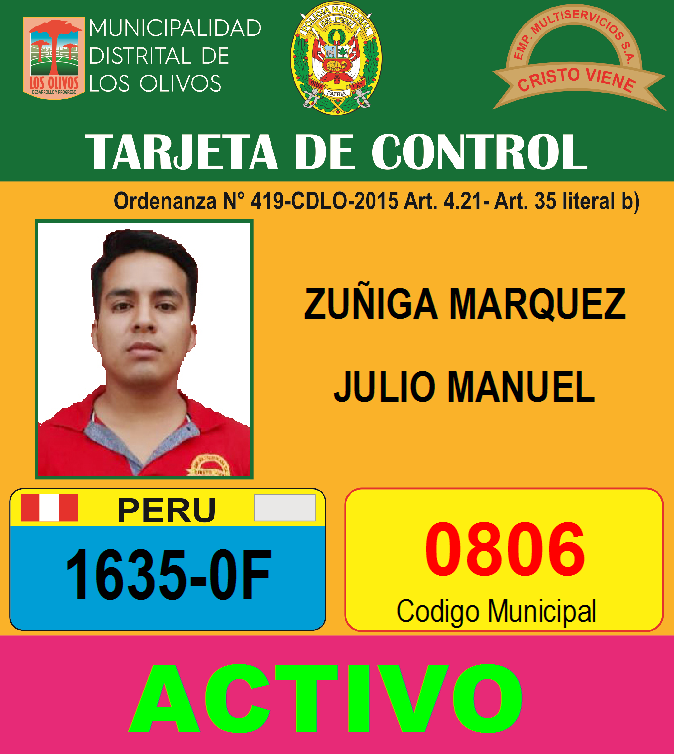 MUNICIPALIDAD
DISTRITAL DE
LOS OLIVOS
LOS OLIVOS
EMP. MULTISERVICIOS S.A.
CRISTO VIENE
TARJETA DE CONTROL
Ordenanza N° 419-CDLO-2015 Art. 4.21- Art. 35 literal b)
ZUÑIGA MARQUEZ
JULIO MANUEL
PERU
1635-0F
0806
Codigo Municipal
ACTIVO